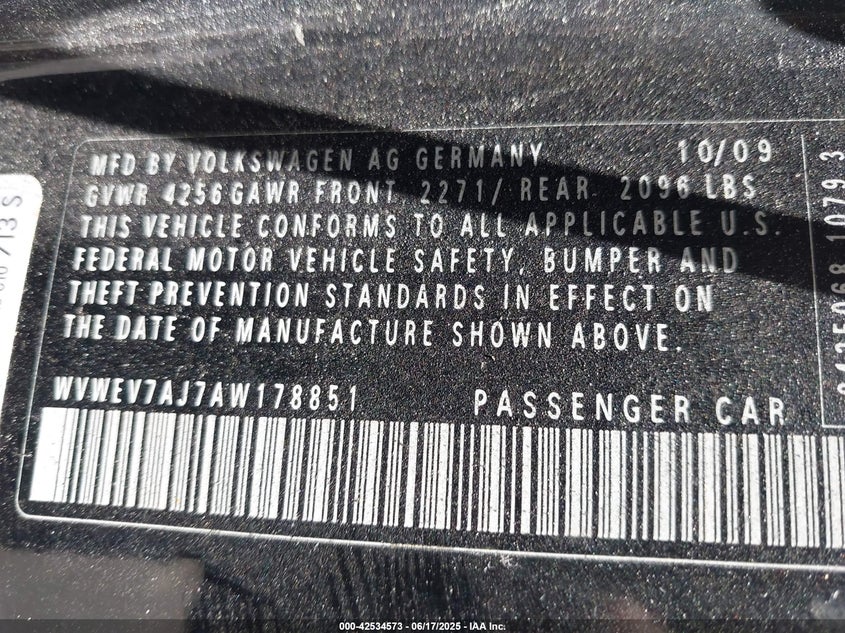 MFD BY VOLKSWAGEN AG GERMANY 10/09
GVWR 4256 GAWR FRONT 2271/ REAR 2096 LBS
THIS VEHICLE CONFORMS TO ALL APPLICABLE U.S.
FEDERAL MOTOR VEHICLE SAFETY, BUMPER AND
THEFT PREVENTION STANDARDS IN EFFECT ON
THE DATE OF MANUFACTURE SHOWN ABOVE.
WVWEV7AJ7AW178851 PASSENGER CAR
000-42534573 - 06/17/2025 - IAA Inc.